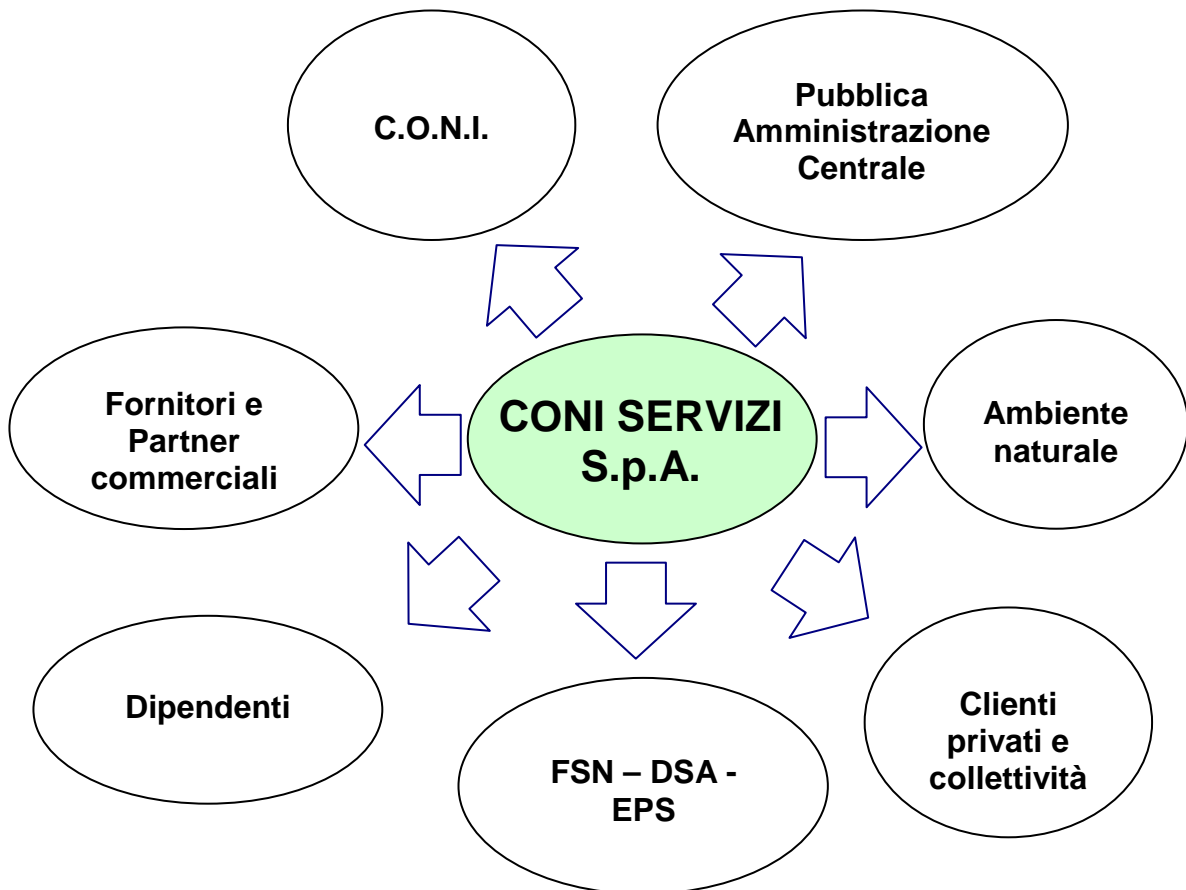 C.O.N.I.
Pubblica
Amministrazione
Centrale
Fornitori e
Partner
commerciali
CONI SERVIZI
S.p.A.
Ambiente
naturale
Dipendenti
FSN – DSA -
EPS
Clienti
privati e
collettività